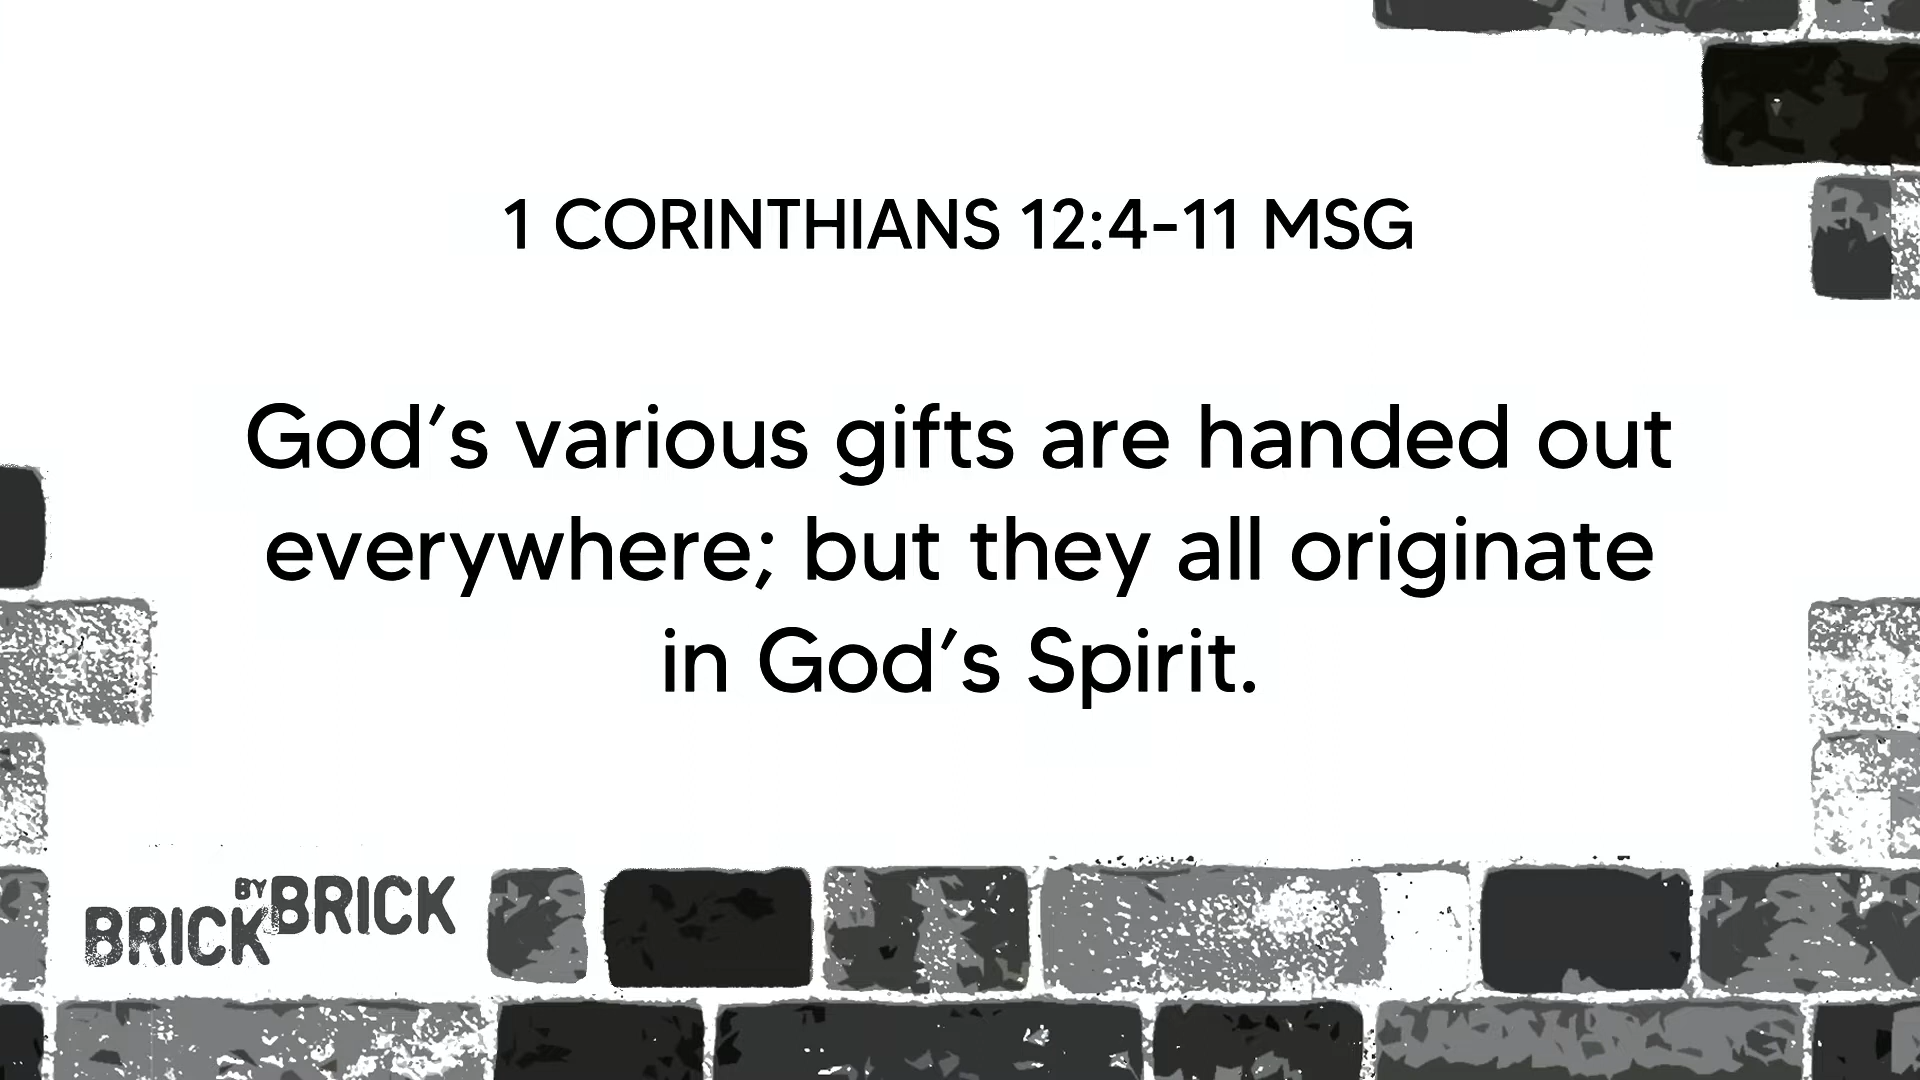 1 CORINTHIANS 12:4-11 MSG
God’s various gifts are handed out
everywhere; but they all originate
in God’s Spirit.
BRICK BY BRICK